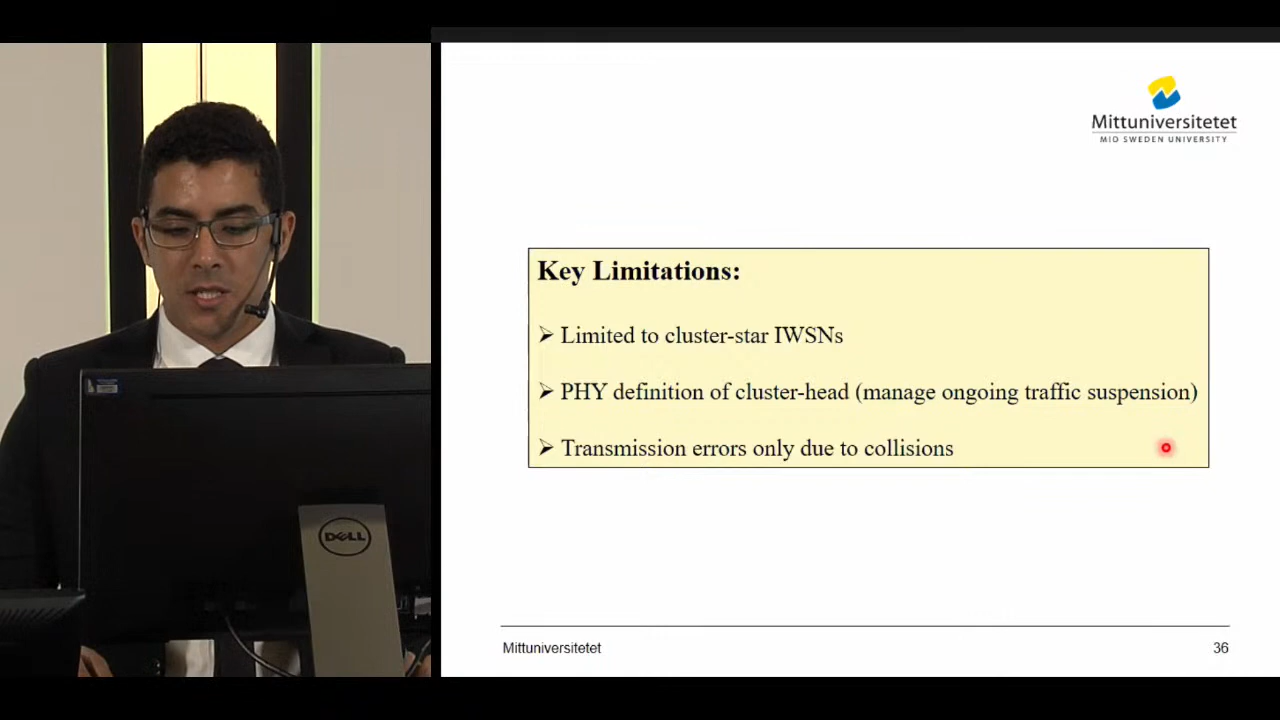 Mittuniversitetet
MID SWEDEN UNIVERSITY
Key Limitations:
➢ Limited to cluster-star IWSNs
➢ PHY definition of cluster-head (manage ongoing traffic suspension)
➢ Transmission errors only due to collisions
DELL
Mittuniversitetet
36